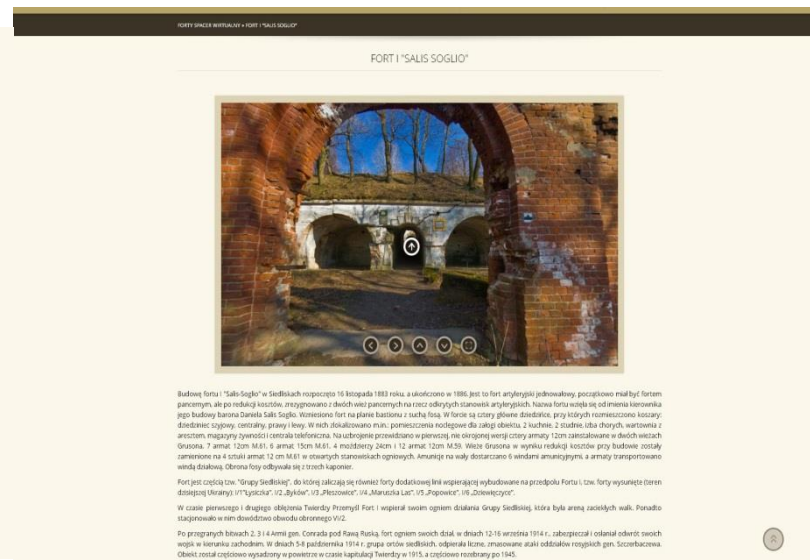 FORTY SPACER WIRTUALNY » FORT I "SALIS SOGLIO"
FORT I "SALIS SOGLIO"
Budowę fortu I "Salis-Soglio" w Siedliskach rozpoczęto 16 listopada 1883 roku, a ukończono w 1886. Jest to fort artyleryjski jednowałowy, początkowo miał być fortem
pancernym, ale po redukcji kosztów, zrezygnowano z dwóch wież pancernych na rzecz odkrytych stanowisk artyleryjskich. Nazwa fortu wzięła się od imienia kierownika
jego budowy barona Daniela Salis Soglio. Wzniesiono fort na planie bastionu z suchą fosą. W forcie są cztery główne dziedzińce, przy których rozmieszczono koszary:
dziedziniec szyjowy, centralny, prawy i lewy. W nich zlokalizowano m.in.: pomieszczenia noclegowe dla załogi obiektu, 2 kuchnie, 2 studnie, izba chorych, wartownia z
aresztem, magazyny żywności i centrala telefoniczna. Na uzbrojenie przewidziano w pierwszej, nie okrojonej wersji cztery armaty 12cm zainstalowane w dwóch wieżach
Grusona, 7 armat 12cm M.61, 6 armat 15cm M.61, 4 moździerzy 24cm i 12 armat 12cm M.59. Wieże Grusona w wyniku redukcji kosztów przy budowie zostały
zamienione na 4 sztuki armat 12 cm M.61 w otwartych stanowiskach ogniowych. Amunicje na wały dostarczano 6 windami amunicyjnymi, a armaty transportowano
windą działową. Obrona fosy odbywała się z trzech kaponier.
Fort jest częścią tzw. "Grupy Siedliskiej", do której zaliczają się również forty dodatkowej linii wspierającej wybudowane na przedpolu Fortu I, tzw. forty wysunięte (teren
dzisiejszej Ukrainy): I/1"Łysiczka", I/2 „Byków", I/3 „Pleszowice", I/4 „Maruszka Las", I/5 „Popowice", I/6 „Dziewięczyce".
W czasie pierwszego i drugiego oblężenia Twierdzy Przemyśl Fort I wspierał swoim ogniem działania Grupy Siedliskiej, która była areną zaciekłych walk. Ponadto
stacjonowało w nim dowództwo obwodu obronnego VI/2.
Po przegranych bitwach 2, 3 i 4 Armii gen. Conrada pod Rawą Ruską, fort ogniem swoich dział, w dniach 12-16 września 1914 r., zabezpieczał i osłaniał odwrót swoich
wojsk w kierunku zachodnim. W dniach 5-8 października 1914 r. grupa ortów siedliskich, odpierała liczne, zmasowane ataki oddziałów rosyjskich gen. Szczerbaczewa.
Obiekt został częściowo wysadzony w powietrze w czasie kapitulacji Twierdzy w 1915, a częściowo rozebrany po 1945.